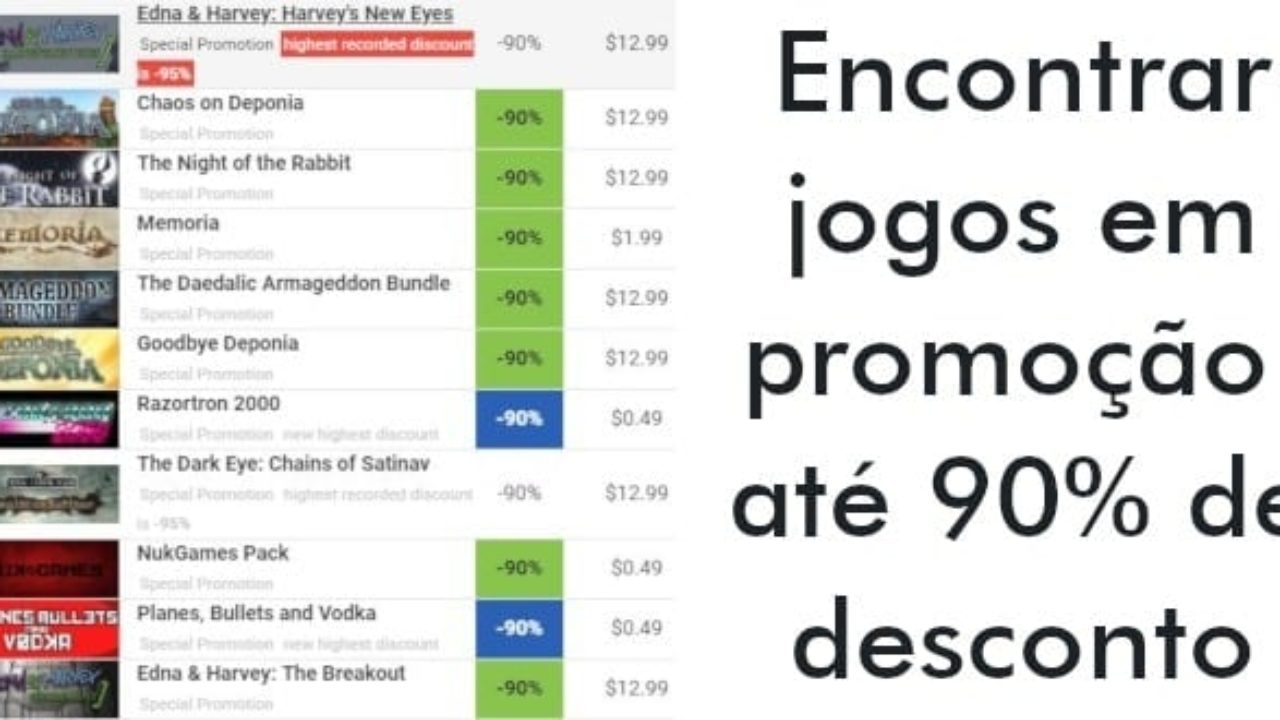 Edna & Harvey: Harvey's New Eyes
Special Promotion highest recorded discount -90% $12.99
is -95%
Chaos on Deponia
-90% $12.99
Special Promotion
The Night of the Rabbit
-90% $12.99
Special Promotion
RABBIT
Memoria
-90% $1.99
Special Promotion
The Daedalic Armageddon Bundle
-90% $12.99
Special Promotion
BUNDLE
Goodbye Deponia
-90% $12.99
Special Promotion
Razortron 2000
-90% $0.49
Special Promotion new highest discount
The Dark Eye: Chains of Satinav
Special Promotion highest recorded discount -90% $12.99
is -95%
NukGames Pack
-90% $0.49
Special Promotion
Planes, Bullets and Vodka
BULLETS
-90% $0.49
VODKA
Special Promotion new highest discount
Edna & Harvey: The Breakout
-90% $12.99
Special Promotion
Encontrar
jogos em
promoção
até 90% de
desconto